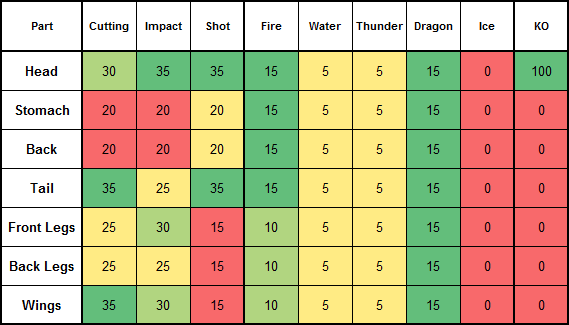 Part Cutting Impact Shot Fire Water Thunder Dragon Ice KO
Head 30 35 35 15 5 5 15 0 100
Stomach 20 20 20 15 5 5 15 0 0
Back 20 20 20 15 5 5 15 0 0
Tail 35 25 35 15 5 5 15 0 0
Front Legs 25 30 15 10 5 5 15 0 0
Back Legs 25 25 15 10 5 5 15 0 0
Wings 35 30 15 10 5 5 15 0 0